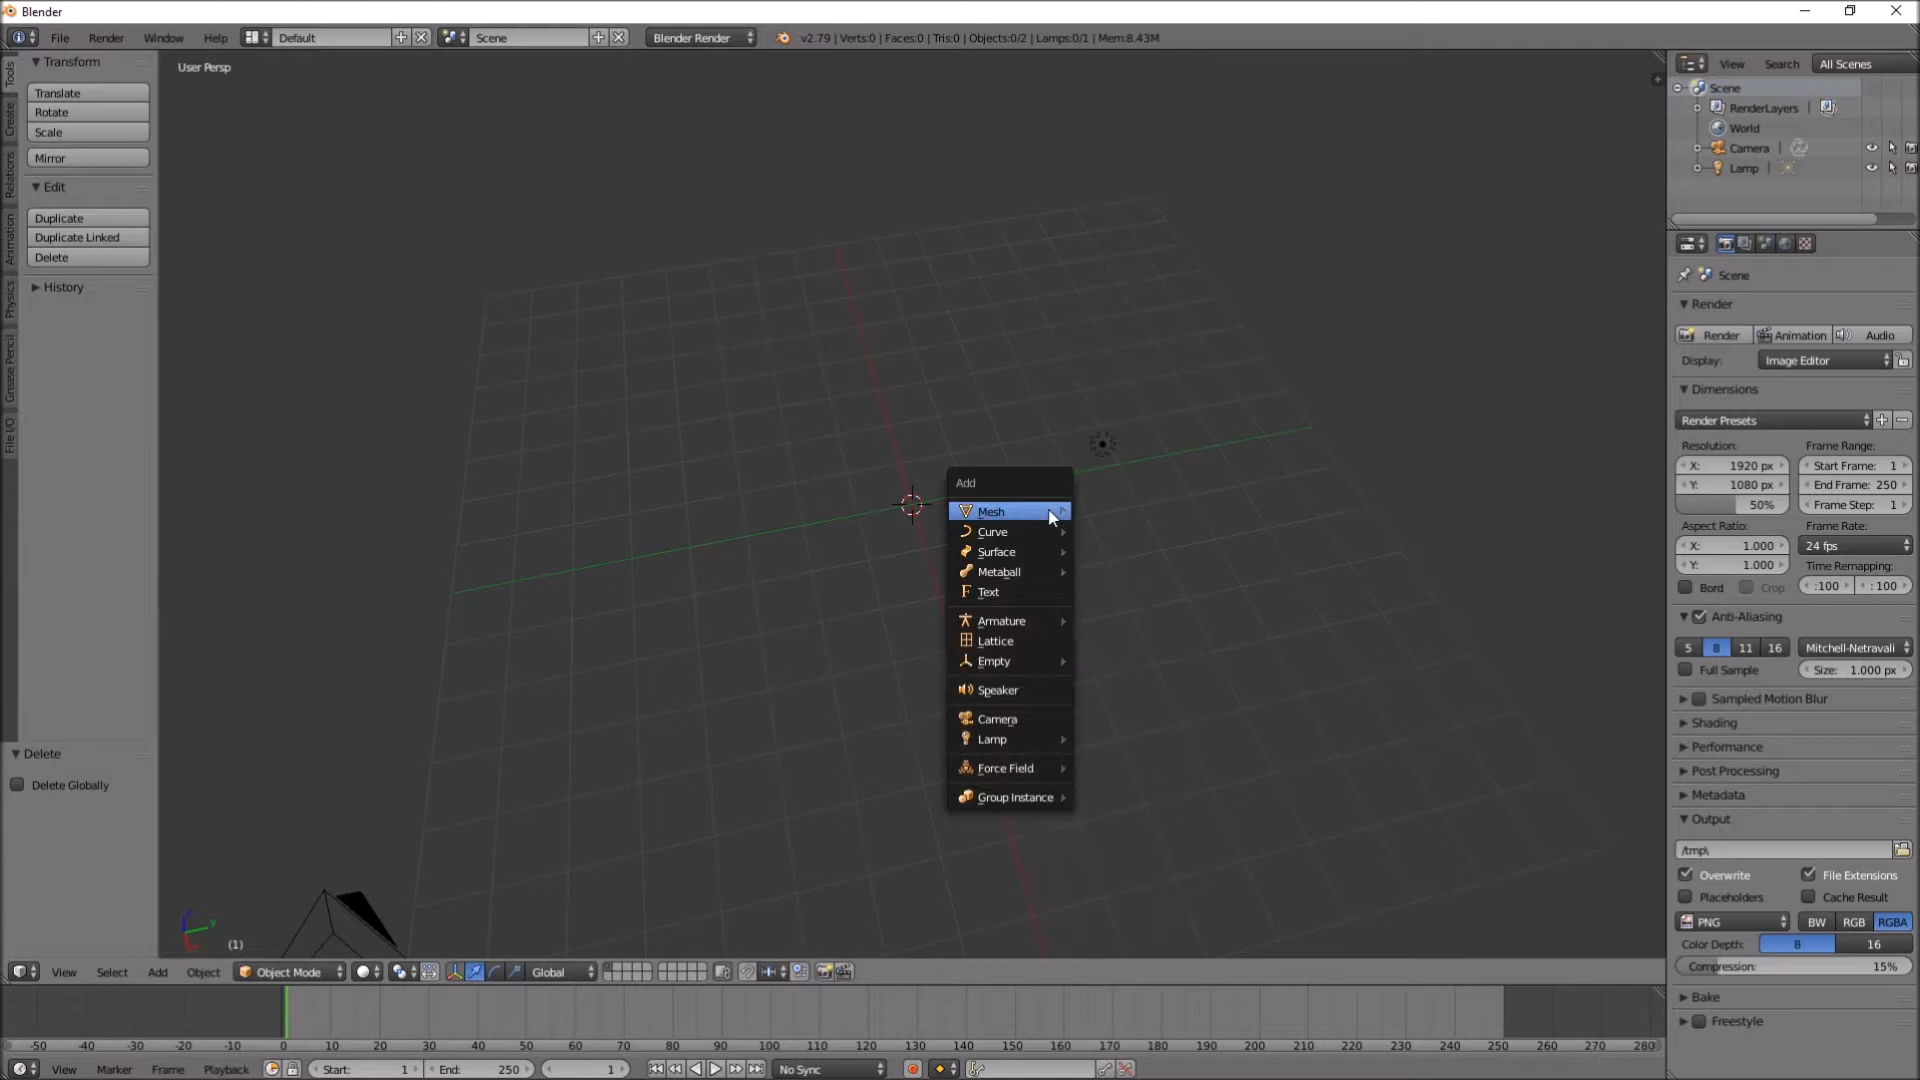 Blender
File Render Window Help Default Scene Blender Render v2.79 | Verts:0 | Faces:0 | Tris:0 | Objects:0/2 | Lamps:0/1 | Mem:8.43M
Tools
Create
Relations
Animation
Physics
Grease Pencil
File I/O
Transform
Translate
Rotate
Scale
Mirror
Edit
Duplicate
Duplicate Linked
Delete
History
Delete
Delete Globally
User Persp
Add
Mesh
Curve
Surface
Metaball
Text
Armature
Lattice
Empty
Speaker
Camera
Lamp
Force Field
Group Instance
(1)
View Select Add Object Object Mode Global
-50 -40 -30 -20 -10 0 10 20 30 40 50 60 70 80 90 100 110 120 130 140 150 160 170 180 190 200 210 220 230 240 250 260 270 280
View Marker Frame Playback Start: 1 End: 250 1 No Sync
View Search All Scenes
Scene
RenderLayers |
World
Camera |
Lamp |
Scene
Render
Render Animation Audio
Display: Image Editor
Dimensions
Render Presets
Resolution: Frame Range:
X: 1920 px Start Frame: 1
Y: 1080 px End Frame: 250
50% Frame Step: 1
Aspect Ratio: Frame Rate:
X: 1.000 24 fps
Y: 1.000 Time Remapping:
Bord Crop :100 :100
Anti-Aliasing
5 8 11 16 Mitchell-Netravali
Full Sample Size: 1.000 px
Sampled Motion Blur
Shading
Performance
Post Processing
Metadata
Output
/tmp\
Overwrite File Extensions
Placeholders Cache Result
PNG BW RGB RGBA
Color Depth: 8 16
Compression: 15%
Bake
Freestyle